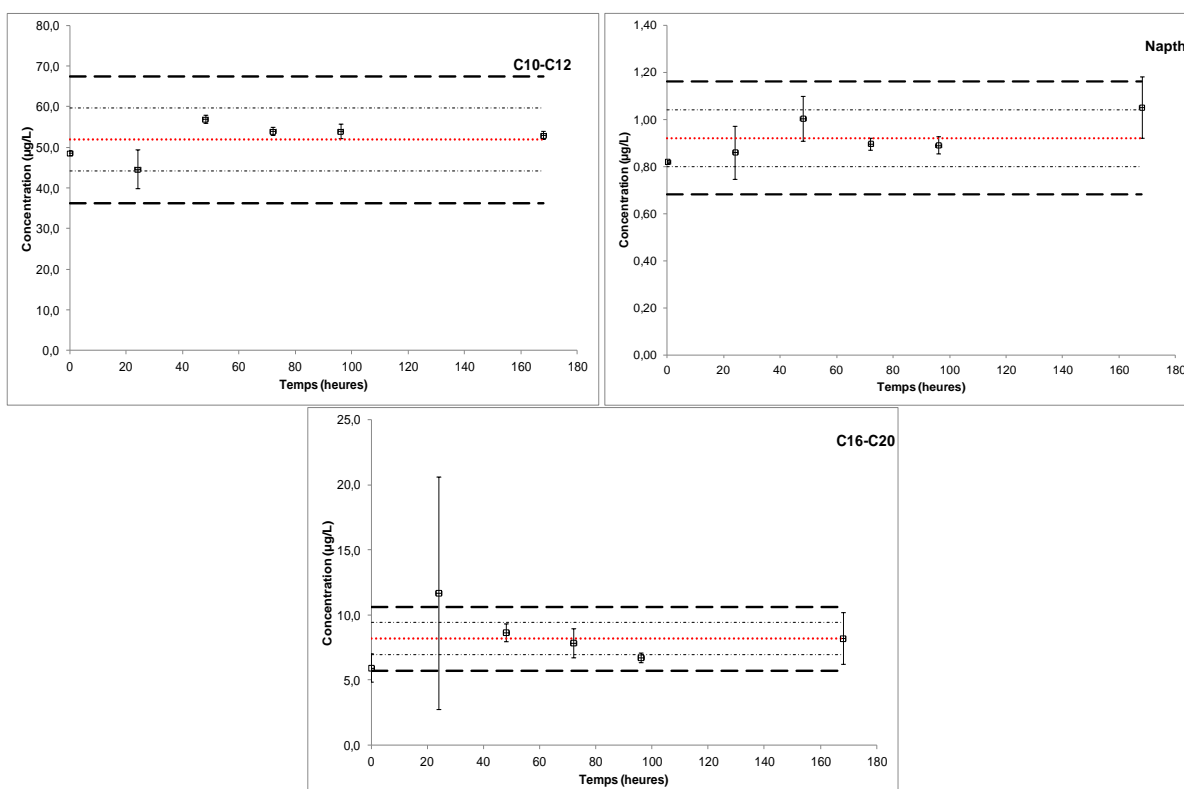 C10-C12
Concentration (µg/L)
80,0
70,0
60,0
50,0
40,0
30,0
20,0
10,0
0,0
0 20 40 60 80 100 120 140 160 180
Temps (heures)
Napth
Concentration (µg/L)
1,40
1,20
1,00
0,80
0,60
0,40
0,20
0,00
0 20 40 60 80 100 120 140 160 180
Temps (heures)
C16-C20
Concentration (µg/L)
25,0
20,0
15,0
10,0
5,0
0,0
0 20 40 60 80 100 120 140 160 180
Temps (heures)